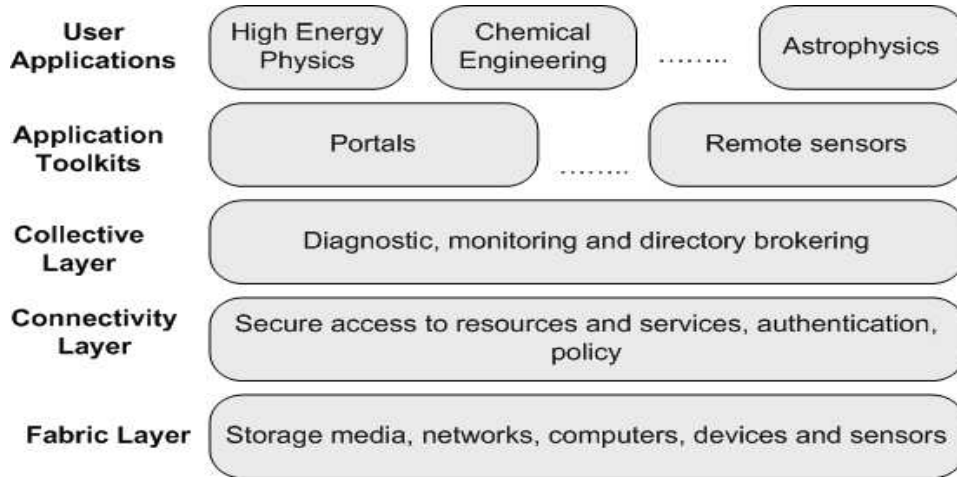 User
Applications
High Energy
Physics
Chemical
Engineering
........
Astrophysics
Application
Toolkits
Portals
........
Remote sensors
Collective
Layer
Diagnostic, monitoring and directory brokering
Connectivity
Layer
Secure access to resources and services, authentication,
policy
Fabric Layer
Storage media, networks, computers, devices and sensors